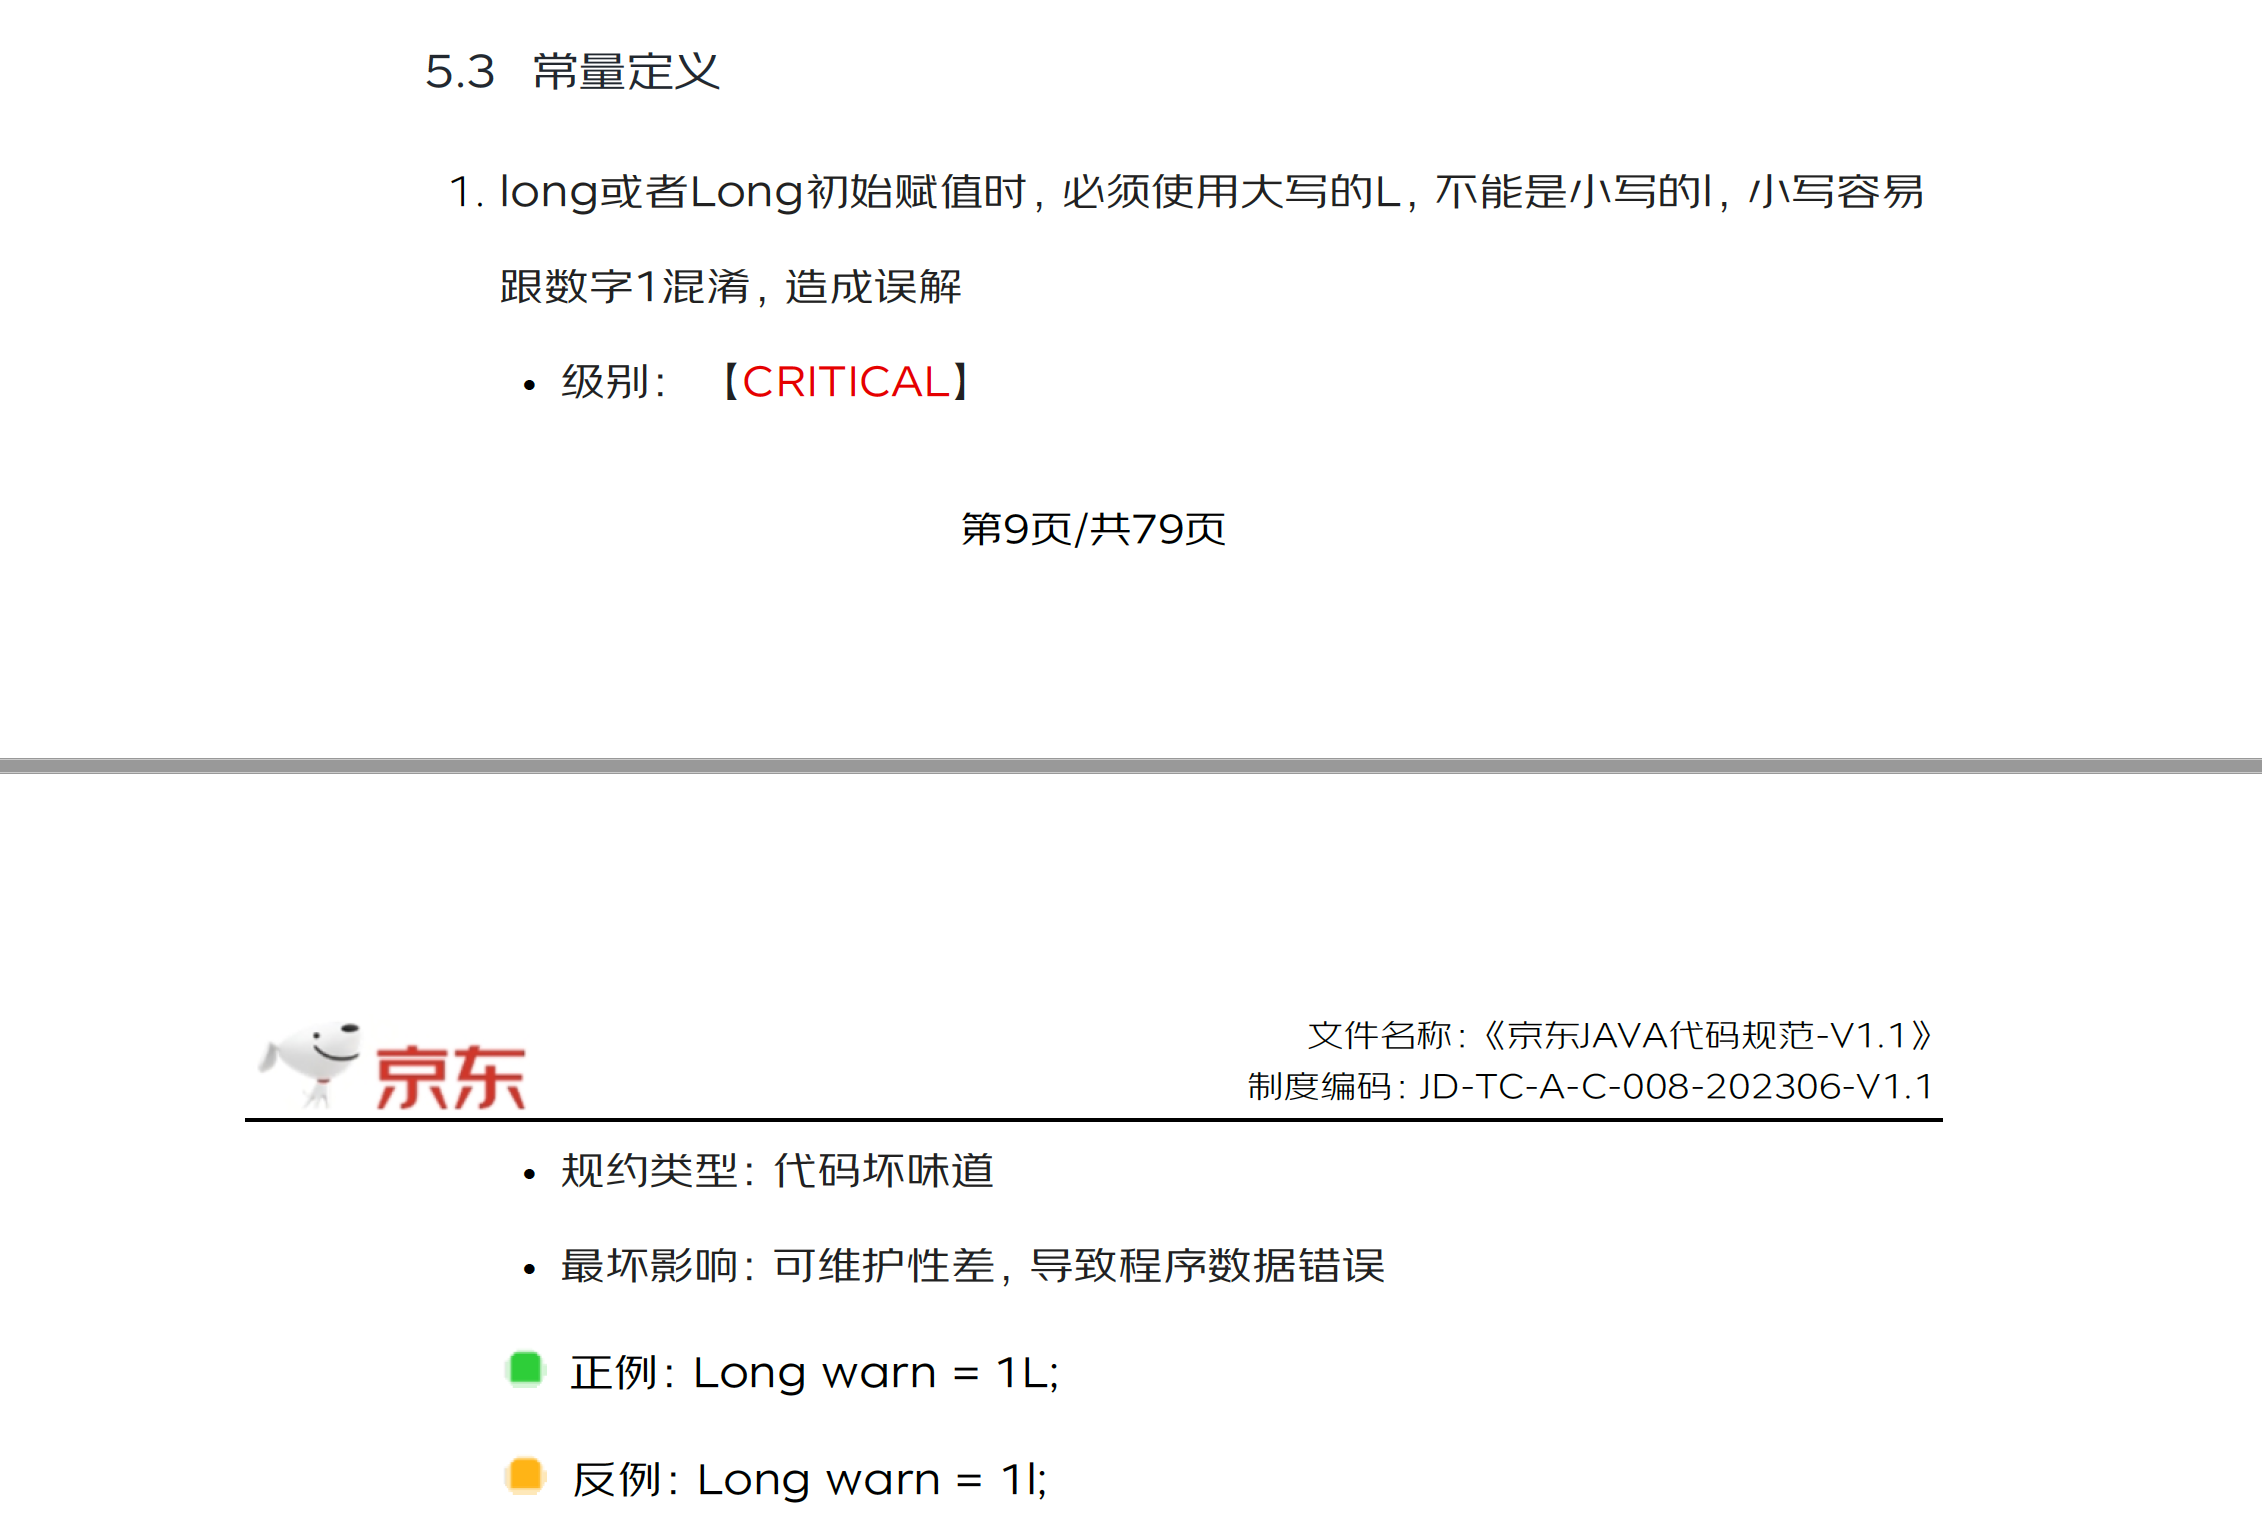 5.3 常量定义
1. long或者Long初始赋值时, 必须使用大写的L, 不能是小写的l, 小写容易
跟数字1混淆, 造成误解
• 级别: 【CRITICAL】
第9页/共79页
京东
文件名称:《京东JAVA代码规范-V1.1》
制度编码: JD-TC-A-C-008-202306-V1.1
• 规约类型: 代码坏味道
• 最坏影响: 可维护性差, 导致程序数据错误
正例: Long warn = 1L;
反例: Long warn = 1l;